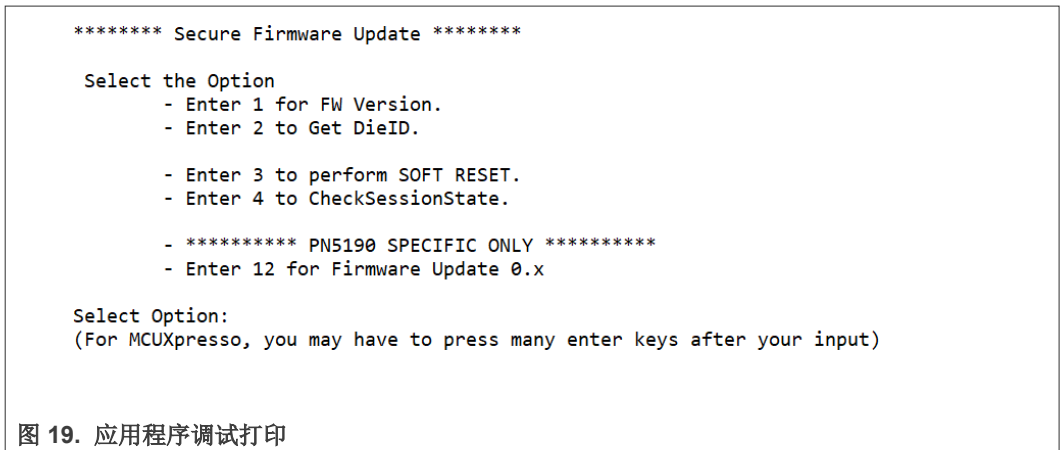 ******** Secure Firmware Update ********
Select the Option
- Enter 1 for FW Version.
- Enter 2 to Get DieID.
- Enter 3 to perform SOFT RESET.
- Enter 4 to CheckSessionState.
- ********** PN5190 SPECIFIC ONLY **********
- Enter 12 for Firmware Update 0.x
Select Option:
(For MCUXpresso, you may have to press many enter keys after your input)
图 19. 应用程序调试打印